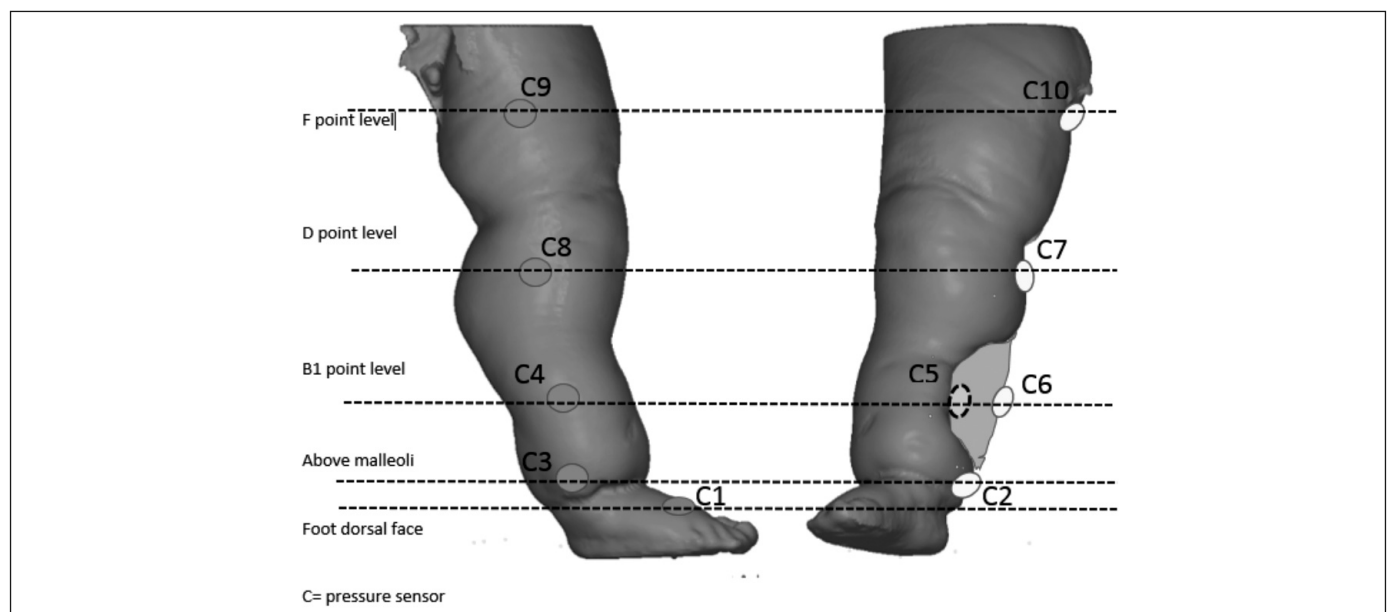 C9
C10
F point level
D point level
C8
C7
B1 point level
C4
C5
C6
Above malleoli
C3
C1
C2
Foot dorsal face
C= pressure sensor